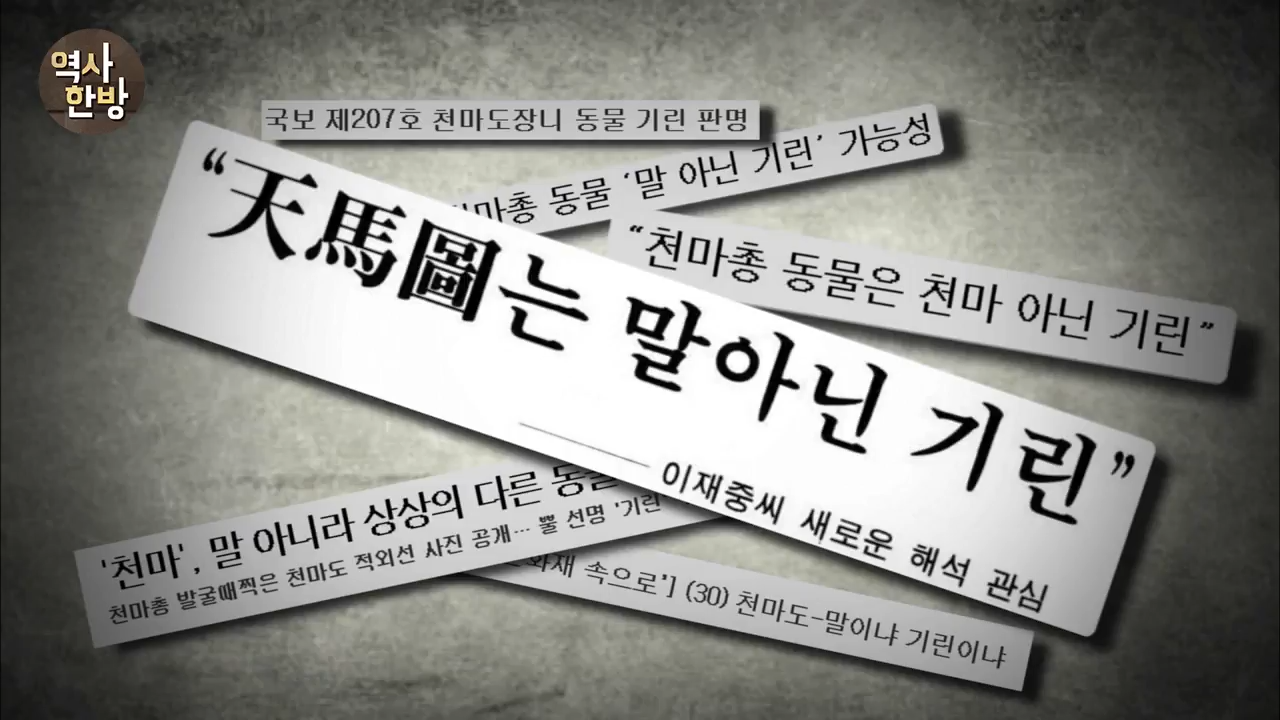 역사
한방
국보 제207호 천마도장니 동물 기린 판명
동물 ‘말 아닌 기린’ 가능성
“천마총 동물은 천마 아닌 기린”
“天馬圖는 말아닌 기린”
이재중씨 새로운 해석 관심
'천마', 말 아니라 상상의 다른
천마총 발굴때찍은 천마도 적외선 사진 공개… 뿔 선명 '기린
속으로"] (30) 천마도-말이냐 기린이냐